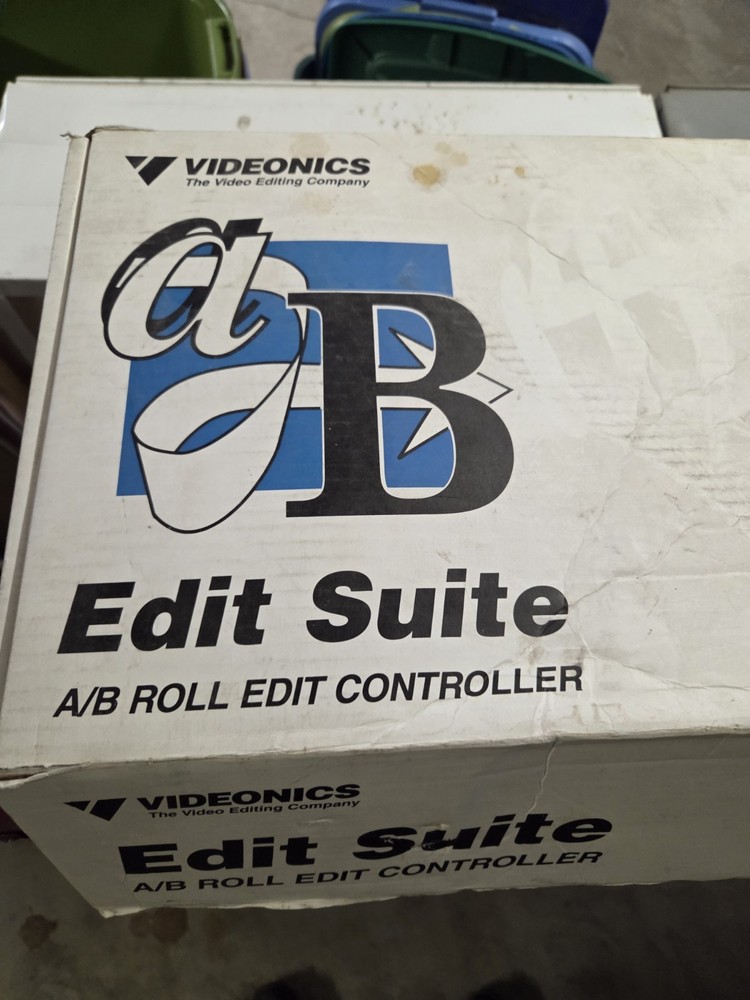 VIDEONICS
The Video Editing Company
a
B
Edit Suite
A/B ROLL EDIT CONTROLLER
VIDEONICS
The Video Editing Company
Edit Suite
A/B ROLL EDIT CONTROLLER